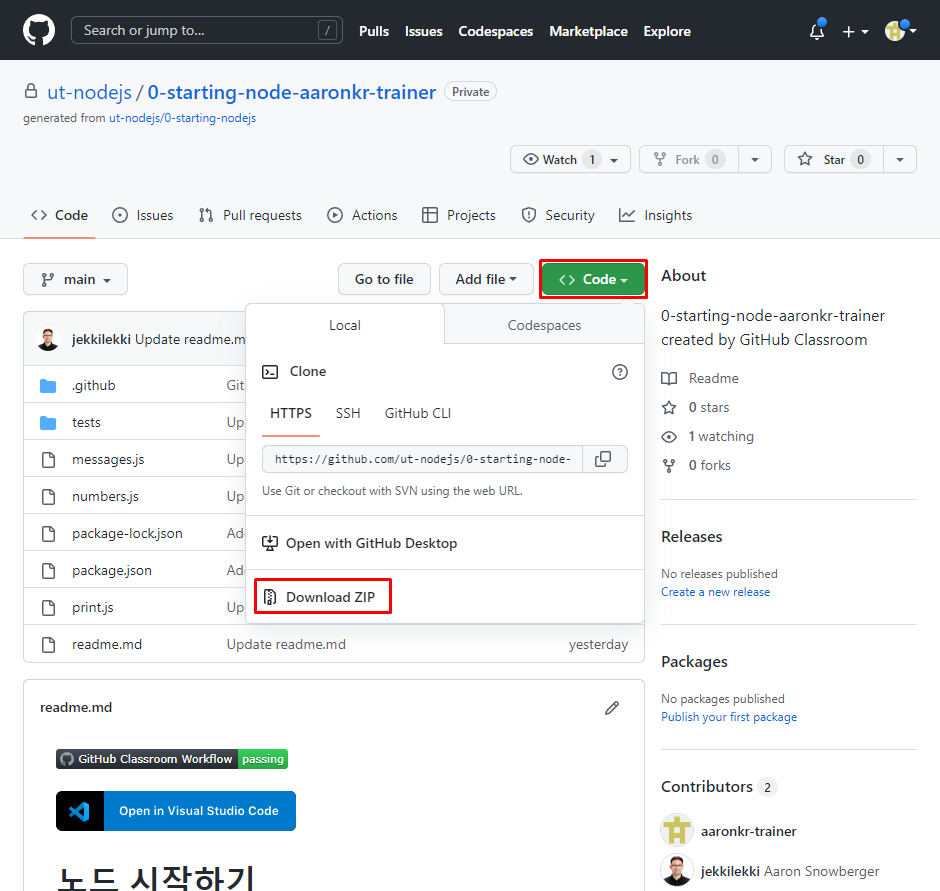 Search or jump to... / Pulls Issues Codespaces Marketplace Explore
ut-nodejs / 0-starting-node-aaronkr-trainer Private
generated from ut-nodejs/0-starting-nodejs
Watch 1 Fork 0 Star 0
Code Issues Pull requests Actions Projects Security Insights
main Go to file Add file Code
jekkilekki Update readme.m
.github Git
tests Up
messages.js Up
numbers.js Up
package-lock.json Ad
package.json Ad
print.js Up
readme.md Update readme.md yesterday
Local Codespaces
Clone
HTTPS SSH GitHub CLI
https://github.com/ut-nodejs/0-starting-node-
Use Git or checkout with SVN using the web URL.
Open with GitHub Desktop
Download ZIP
readme.md
GitHub Classroom Workflow passing
Open in Visual Studio Code
노드 시작하기
About
0-starting-node-aaronkr-trainer
created by GitHub Classroom
Readme
0 stars
1 watching
0 forks
Releases
No releases published
Create a new release
Packages
No packages published
Publish your first package
Contributors 2
aaronkr-trainer
jekkilekki Aaron Snowberger